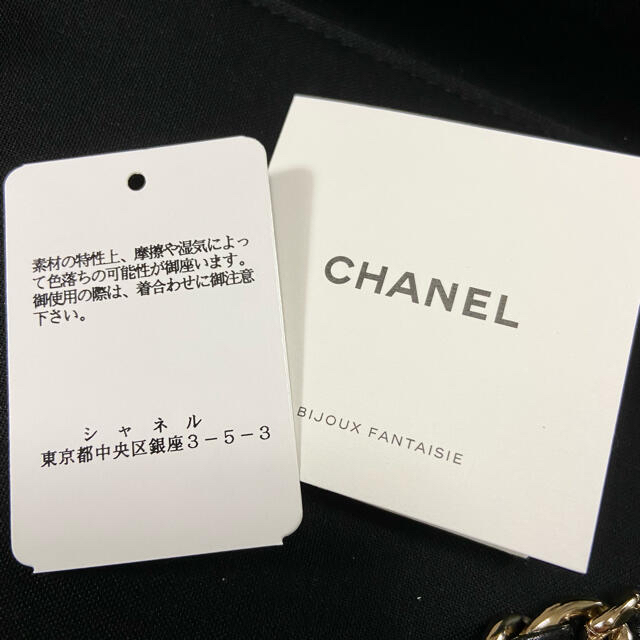 素材の特性上、摩擦や湿気によっ
て色落ちの可能性が御座います。
御使用の際は、着合わせに御注意
下さい。
シャネル
東京都中央区銀座３－５－３
CHANEL
BIJOUX FANTAISIE